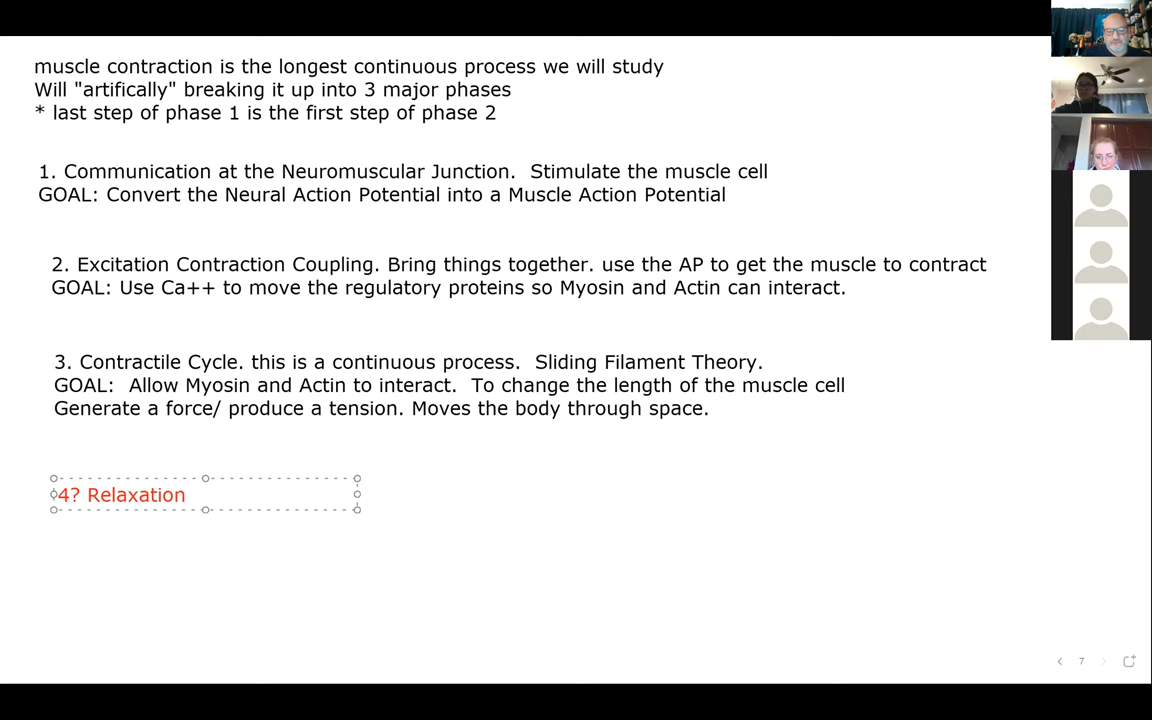 muscle contraction is the longest continuous process we will study
Will "artifically" breaking it up into 3 major phases
* last step of phase 1 is the first step of phase 2
1. Communication at the Neuromuscular Junction.  Stimulate the muscle cell
GOAL: Convert the Neural Action Potential into a Muscle Action Potential
2. Excitation Contraction Coupling. Bring things together. use the AP to get the muscle to contract
GOAL: Use Ca++ to move the regulatory proteins so Myosin and Actin can interact.
3. Contractile Cycle. this is a continuous process.  Sliding Filament Theory.
GOAL:  Allow Myosin and Actin to interact.  To change the length of the muscle cell
Generate a force/ produce a tension. Moves the body through space.
4? Relaxation
7